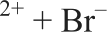 ²⁺ + Br⁻